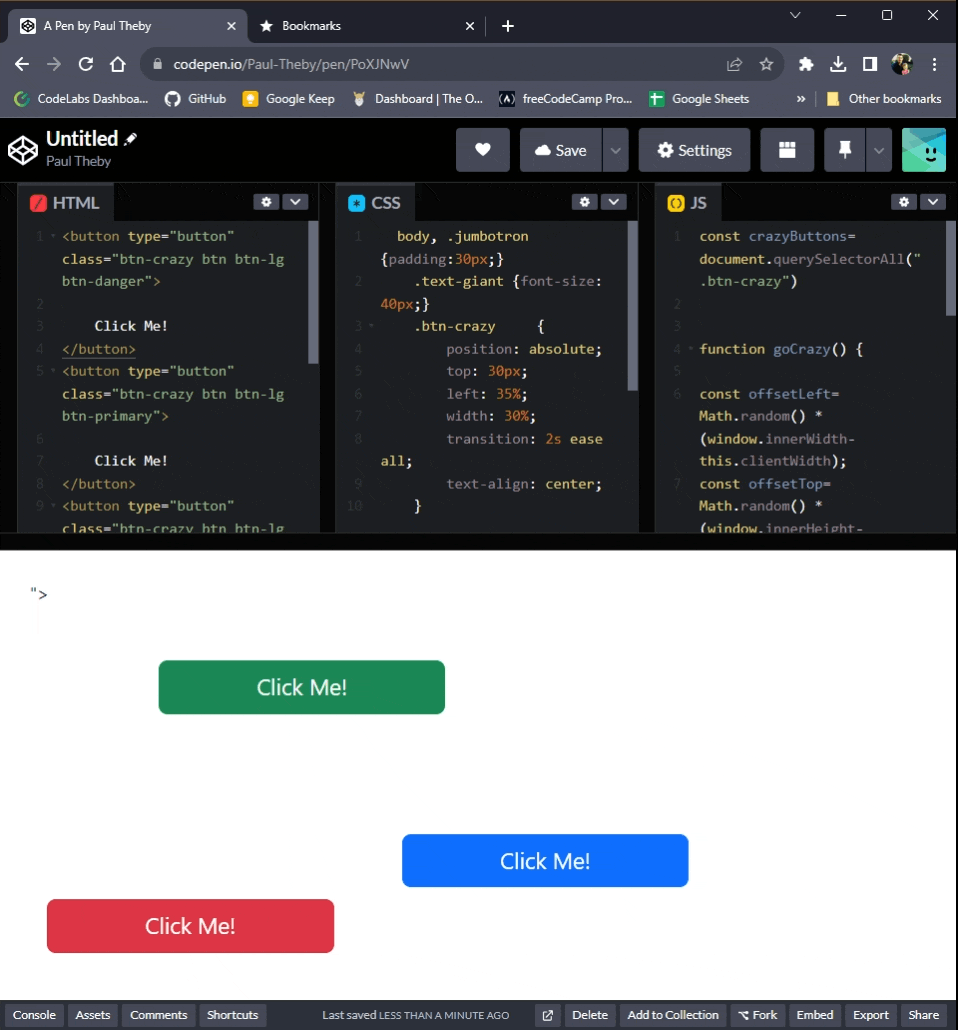 A Pen by Paul Theby
Bookmarks
codepen.io/Paul-Theby/pen/PoXJNwV
CodeLabs Dashboa...
GitHub
Google Keep
Dashboard | The O...
freeCodeCamp Pro...
Google Sheets
»
Other bookmarks
Untitled
Paul Theby
Save
Settings
HTML
1 <button type="button"
class="btn-crazy btn btn-lg
btn-danger">
2
3 Click Me!
4 </button>
5 <button type="button"
class="btn-crazy btn btn-lg
btn-primary">
6
7 Click Me!
8 </button>
9 <button type="button"
class="btn-crazy btn btn-lg
CSS
1 body, .jumbotron
{padding:30px;}
2 .text-giant {font-size:
40px;}
3 .btn-crazy {
4 position: absolute;
5 top: 30px;
6 left: 35%;
7 width: 30%;
8 transition: 2s ease
all;
9 text-align: center;
10 }
JS
1 const crazyButtons=
document.querySelectorAll("
.btn-crazy")
2
3
4 function goCrazy() {
5
6 const offsetLeft=
Math.random() *
(window.innerWidth-
this.clientWidth);
7 const offsetTop=
Math.random() *
(window.innerHeight-
">
Click Me!
Click Me!
Click Me!
Console
Assets
Comments
Shortcuts
Last saved LESS THAN A MINUTE AGO
Delete
Add to Collection
Fork
Embed
Export
Share